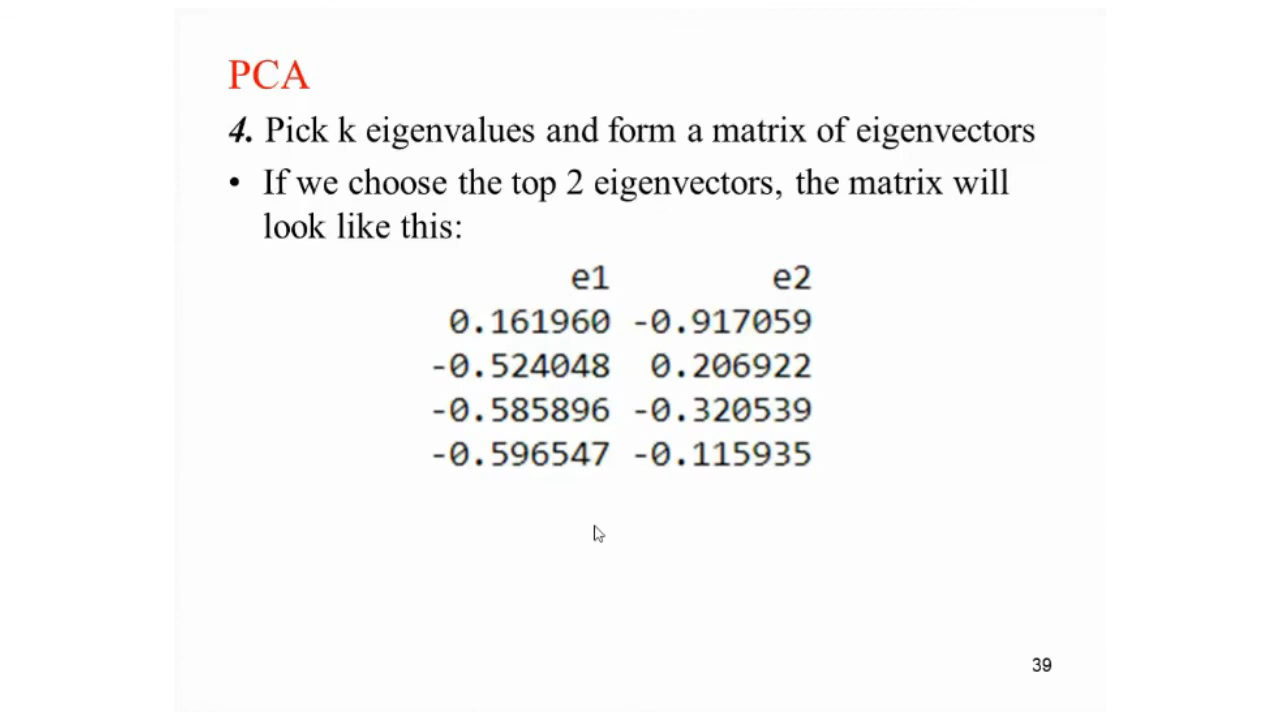 PCA
4. Pick k eigenvalues and form a matrix of eigenvectors
• If we choose the top 2 eigenvectors, the matrix will
look like this:
e1 e2
0.161960 -0.917059
-0.524048 0.206922
-0.585896 -0.320539
-0.596547 -0.115935
39